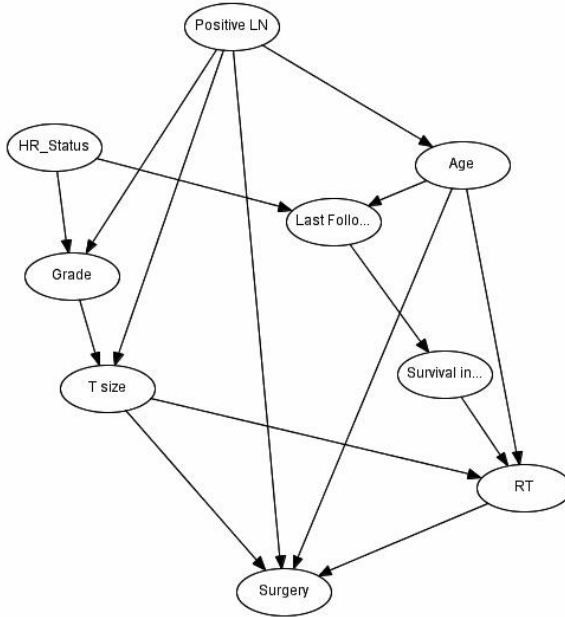 Positive LN
HR_Status
Age
Last Follo...
Grade
Survival in...
T size
RT
Surgery